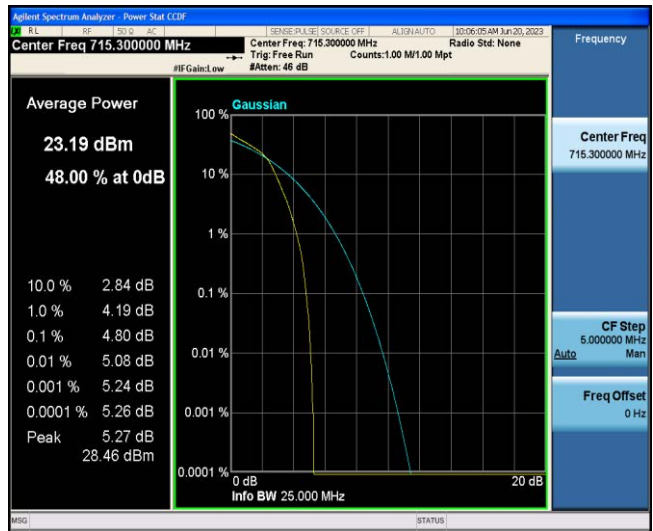 Agilent Spectrum Analyzer - Power Stat CCDF
RL RF 50 Ω AC SENSE:PULSE SOURCE OFF ALIGNAUTO 10:06:05 AM Jun 20, 2023
Center Freq 715.300000 MHz
Center Freq: 715.300000 MHz Radio Std: None
Trig: Free Run Counts:1.00 M/1.00 Mpt
#IFGain:Low #Atten: 46 dB
Frequency
Average Power
23.19 dBm
48.00 % at 0dB
10.0 % 2.84 dB
1.0 % 4.19 dB
0.1 % 4.80 dB
0.01 % 5.08 dB
0.001 % 5.24 dB
0.0001 % 5.26 dB
Peak 5.27 dB
28.46 dBm
Gaussian
100 %
10 %
1 %
0.1 %
0.01 %
0.001 %
0.0001 %
0 dB 20 dB
Info BW 25.000 MHz
Center Freq
715.300000 MHz
CF Step
5.000000 MHz
Auto Man
Freq Offset
0 Hz
MSG STATUS